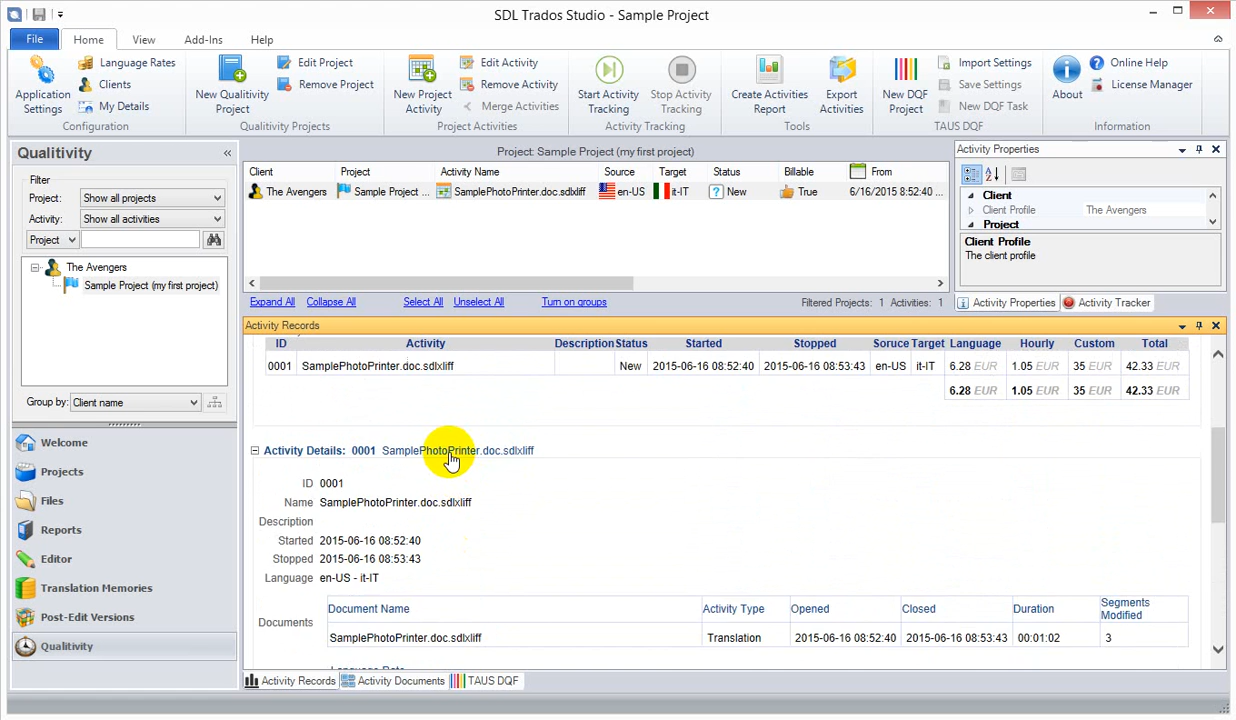 SDL Trados Studio - Sample Project
File Home View Add-Ins Help
Application Settings
Language Rates
Clients
My Details
Configuration
New Qualitivity Project
Edit Project
Remove Project
Qualitivity Projects
New Project Activity
Edit Activity
Remove Activity
Merge Activities
Project Activities
Start Activity Tracking
Stop Activity Tracking
Activity Tracking
Create Activities Report
Export Activities
Tools
New DQF Project
Import Settings
Save Settings
New DQF Task
TAUS DQF
About
Online Help
License Manager
Information
Qualitivity «
Filter
Project: Show all projects
Activity: Show all activities
Project
The Avengers
Sample Project (my first project)
Group by: Client name
Welcome
Projects
Files
Reports
Editor
Translation Memories
Post-Edit Versions
Qualitivity
Project: Sample Project (my first project)
Client Project Activity Name Source Target Status Billable From
The Avengers Sample Project ... SamplePhotoPrinter.doc.sdlxliff en-US it-IT New True 6/16/2015 8:52:40 ...
Expand All Collapse All Select All Unselect All Turn on groups Filtered Projects: 1 Activities: 1
Activity Properties
Client
Client Profile The Avengers
Project
Client Profile
The client profile
Activity Properties Activity Tracker
Activity Records
ID Activity Description Status Started Stopped Soruce Target Language Hourly Custom Total
0001 SamplePhotoPrinter.doc.sdlxliff New 2015-06-16 08:52:40 2015-06-16 08:53:43 en-US it-IT 6.28 EUR 1.05 EUR 35 EUR 42.33 EUR
6.28 EUR 1.05 EUR 35 EUR 42.33 EUR
Activity Details: 0001 SamplePhotoPrinter.doc.sdlxliff
ID 0001
Name SamplePhotoPrinter.doc.sdlxliff
Description
Started 2015-06-16 08:52:40
Stopped 2015-06-16 08:53:43
Language en-US - it-IT
Documents
Document Name Activity Type Opened Closed Duration Segments Modified
SamplePhotoPrinter.doc.sdlxliff Translation 2015-06-16 08:52:40 2015-06-16 08:53:43 00:01:02 3
Language Rate
Activity Records Activity Documents TAUS DQF